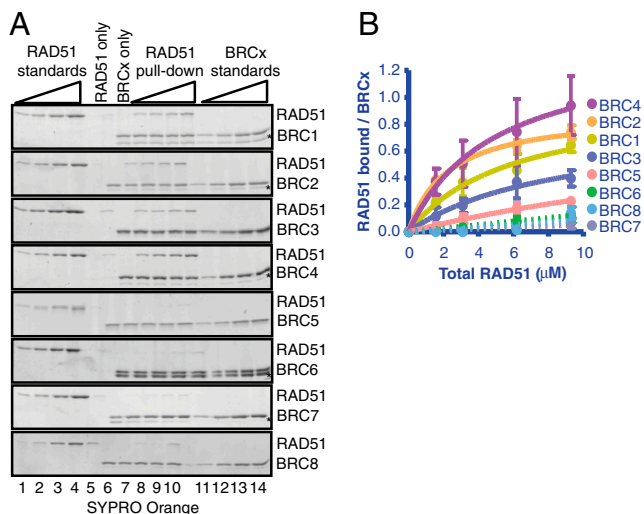 A
RAD51 standards
RAD51 only
BRCx only
RAD51 pull-down
BRCx standards
RAD51
BRC1
*
RAD51
BRC2
*
RAD51
BRC3
*
RAD51
BRC4
*
RAD51
BRC5
RAD51
BRC6
*
RAD51
BRC7
*
RAD51
BRC8
1 2 3 4 5 6 7 8 9 10 11 12 13 14
SYPRO Orange
B
RAD51 bound / BRCx
1.2
1.0
0.8
0.6
0.4
0.2
0.0
0 2 4 6 8 10
Total RAD51 (μM)
BRC4
BRC2
BRC1
BRC3
BRC5
BRC6
BRC8
BRC7